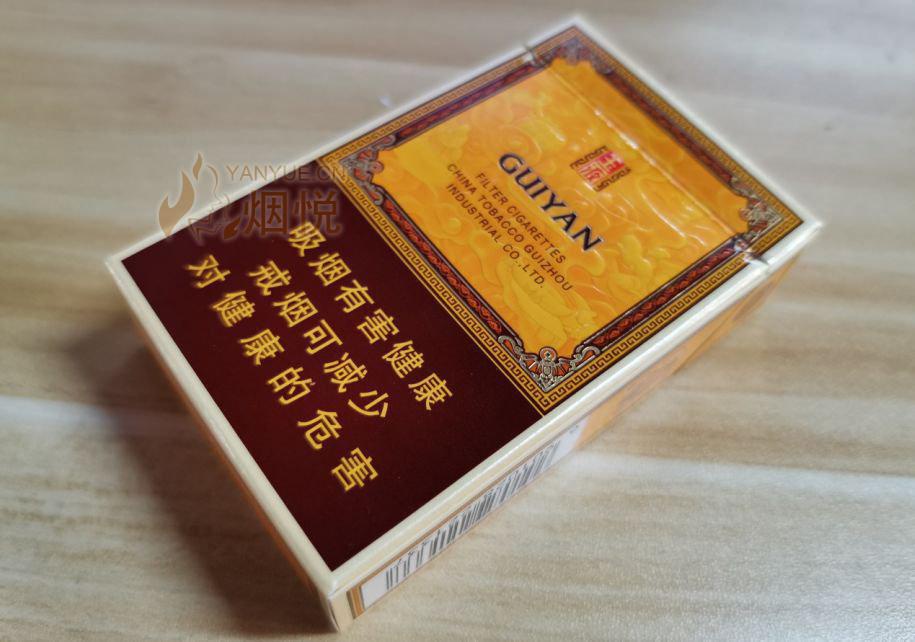 GUIYAN
FILTER CIGARETTES
CHINA TOBACCO GUIZHOU
INDUSTRIAL CO.,LTD.
吸烟有害健康
戒烟可减少
对健康的危害
YANYUE.CN
烟悦